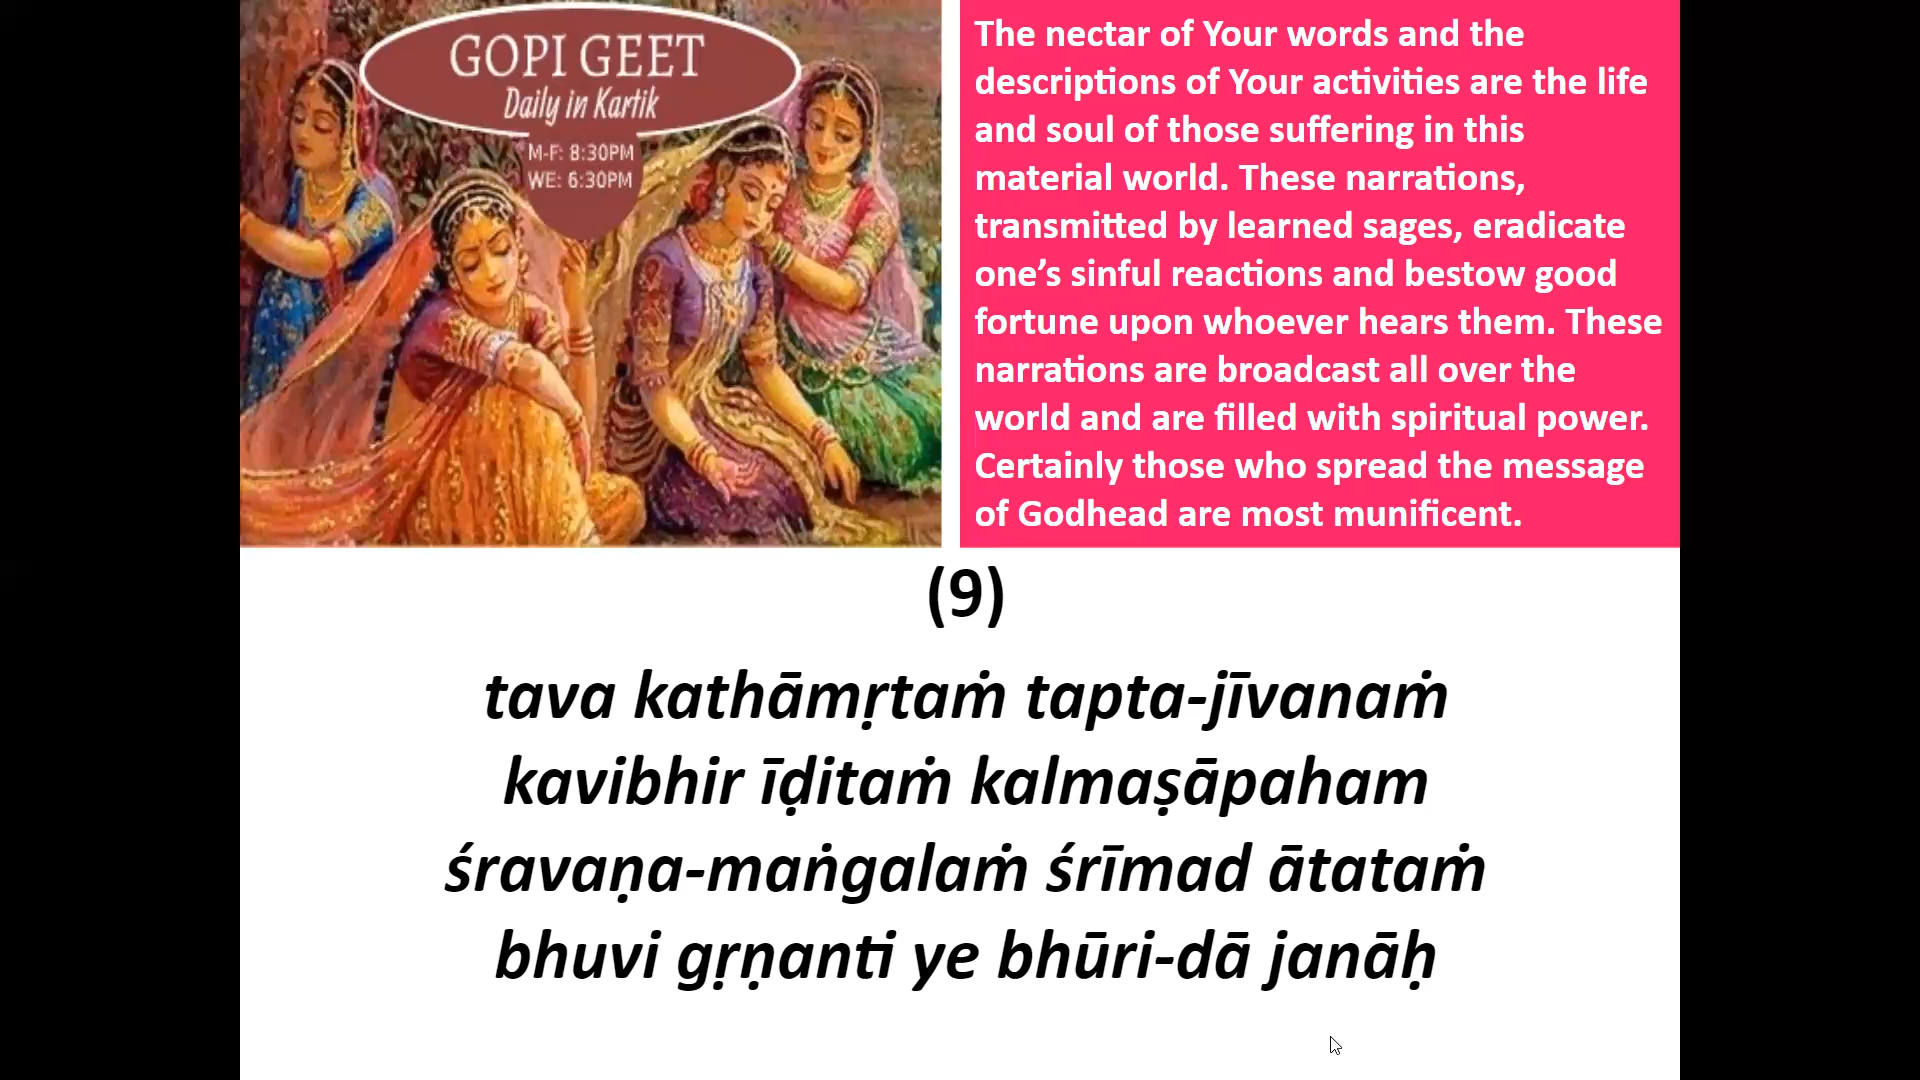 GOPI GEET
Daily in Kartik
M-F: 8:30PM
WE: 6:30PM
The nectar of Your words and the
descriptions of Your activities are the life
and soul of those suffering in this
material world. These narrations,
transmitted by learned sages, eradicate
one’s sinful reactions and bestow good
fortune upon whoever hears them. These
narrations are broadcast all over the
world and are filled with spiritual power.
Certainly those who spread the message
of Godhead are most munificent.
(9)
tava kathāmṛtaṁ tapta-jīvanaṁ
kavibhir īḍitaṁ kalmaṣāpaham
śravaṇa-maṅgalaṁ śrīmad ātataṁ
bhuvi gṛṇanti ye bhūri-dā janāḥ